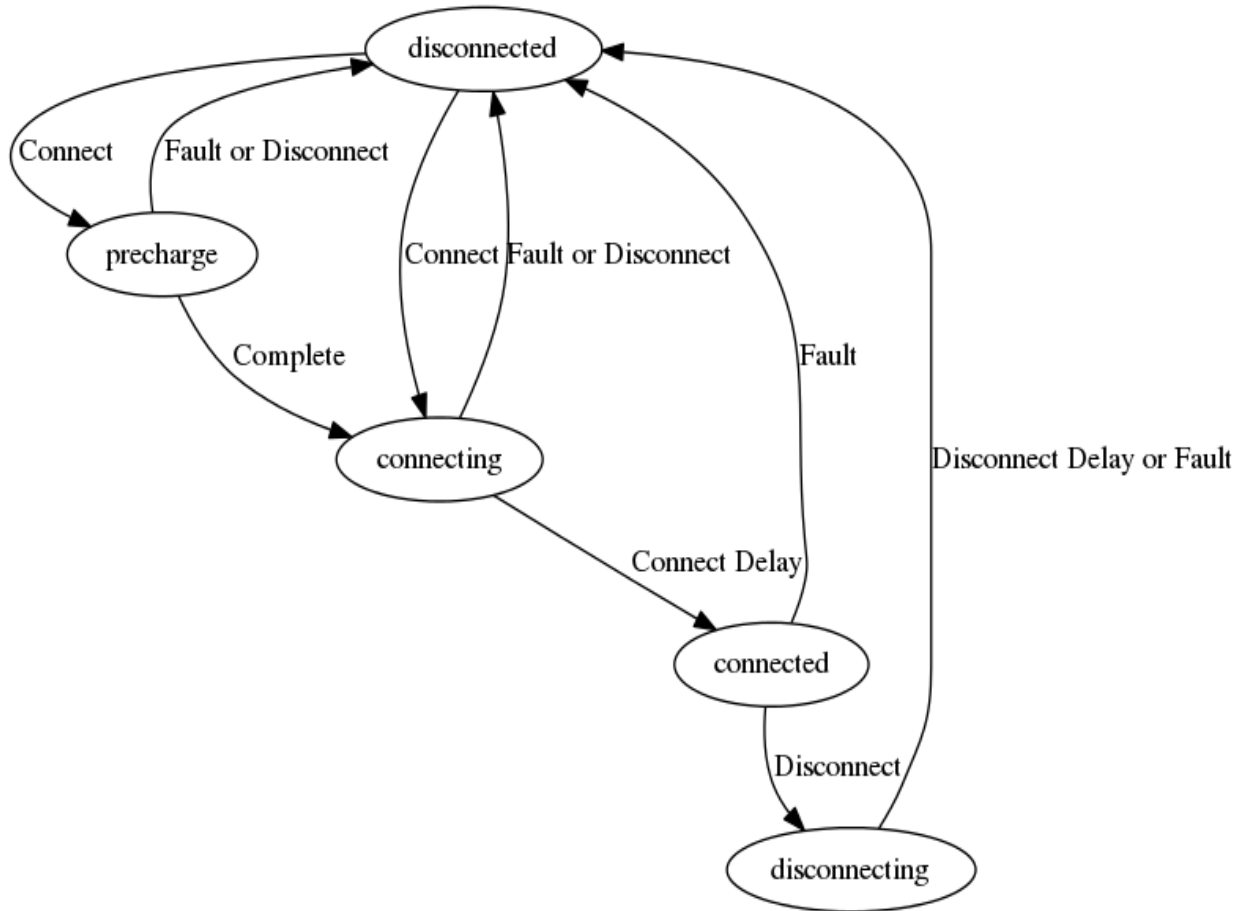 disconnected
Connect
Fault or Disconnect
precharge
Connect
Fault or Disconnect
Complete
Fault
connecting
Disconnect Delay or Fault
Connect Delay
connected
Disconnect
disconnecting